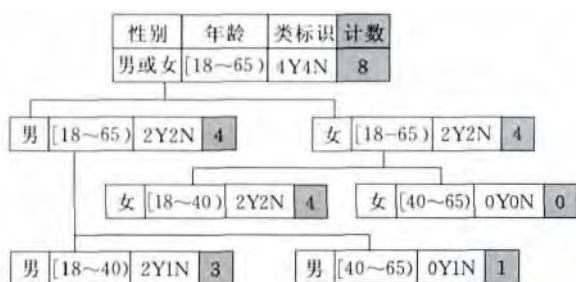 性别 年龄 类标识 计数
男或女 [18～65) 4Y4N 8
男 [18～65) 2Y2N 4
女 [18-65) 2Y2N 4
女 [18～40) 2Y2N 4
女 [40～65) 0Y0N 0
男 [18～40) 2Y1N 3
男 [40～65) 0Y1N 1